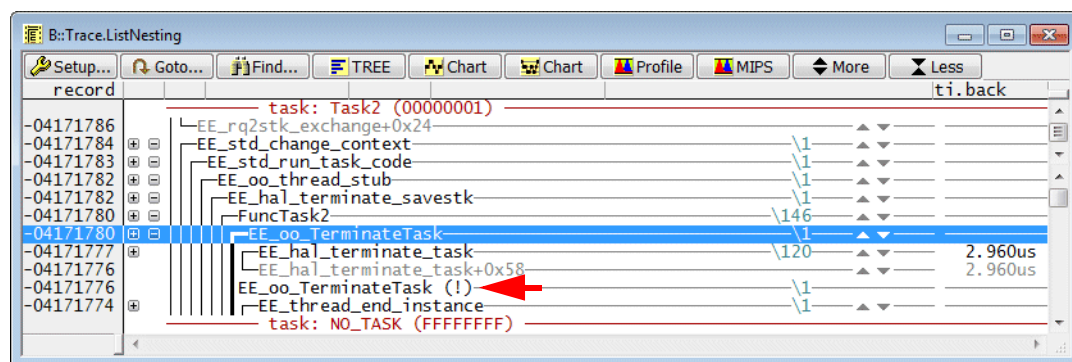 B::Trace.ListNesting
Setup... Goto... Find... TREE Chart Chart Profile MIPS More Less
record ti.back
task: Task2 (00000001)
-04171786 EE_rq2stk_exchange+0x24
-04171784 EE_std_change_context \1
-04171783 EE_std_run_task_code \1
-04171782 EE_oo_thread_stub \1
-04171782 EE_hal_terminate_savestk \1
-04171780 FuncTask2 \146
-04171780 EE_oo_TerminateTask \1
-04171777 EE_hal_terminate_task \120 2.960us
-04171776 EE_hal_terminate_task+0x58 2.960us
-04171776 EE_oo_TerminateTask (!) \1
-04171774 EE_thread_end_instance \1
task: NO_TASK (FFFFFFFF)